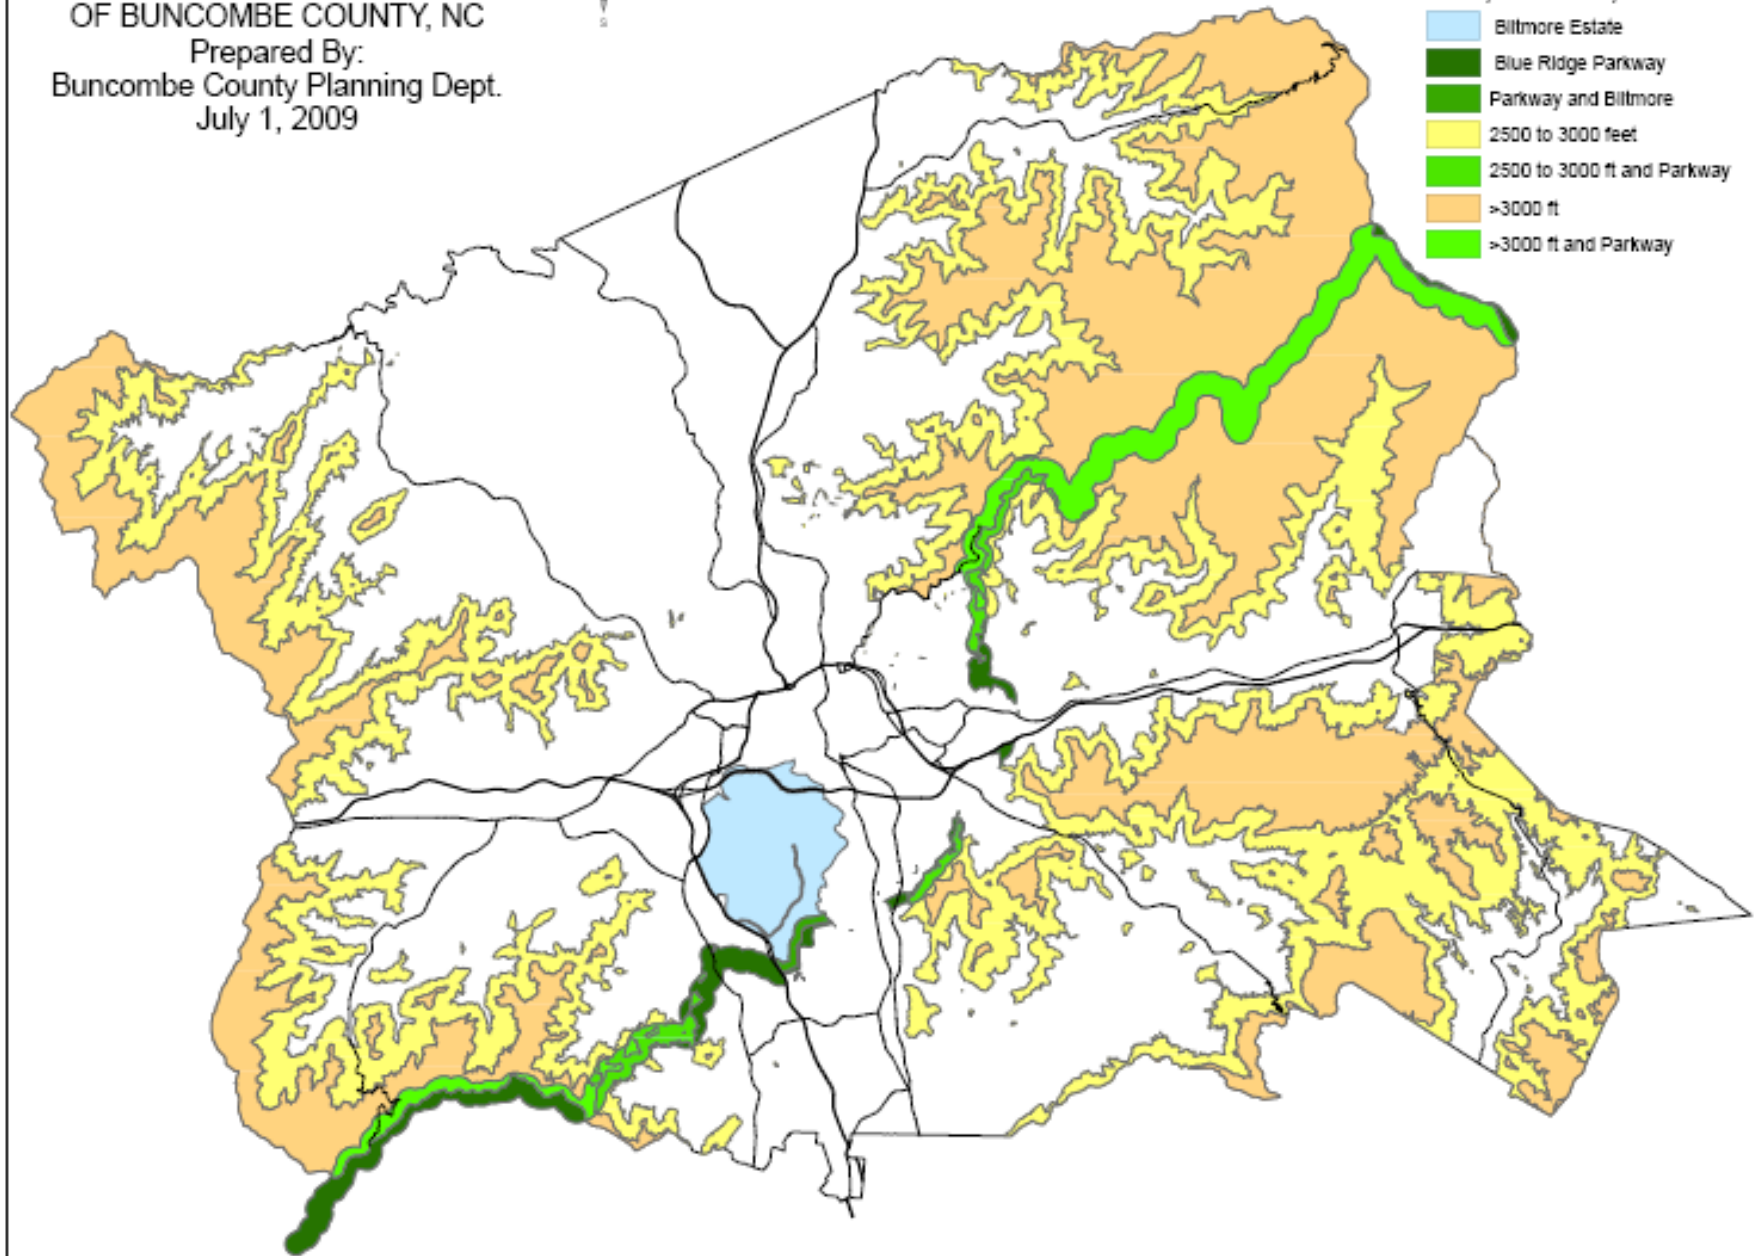 OF BUNCOMBE COUNTY, NC
Prepared By:
Buncombe County Planning Dept.
July 1, 2009
S
Biltmore Estate
Blue Ridge Parkway
Parkway and Biltmore
2500 to 3000 feet
2500 to 3000 ft and Parkway
>3000 ft
>3000 ft and Parkway